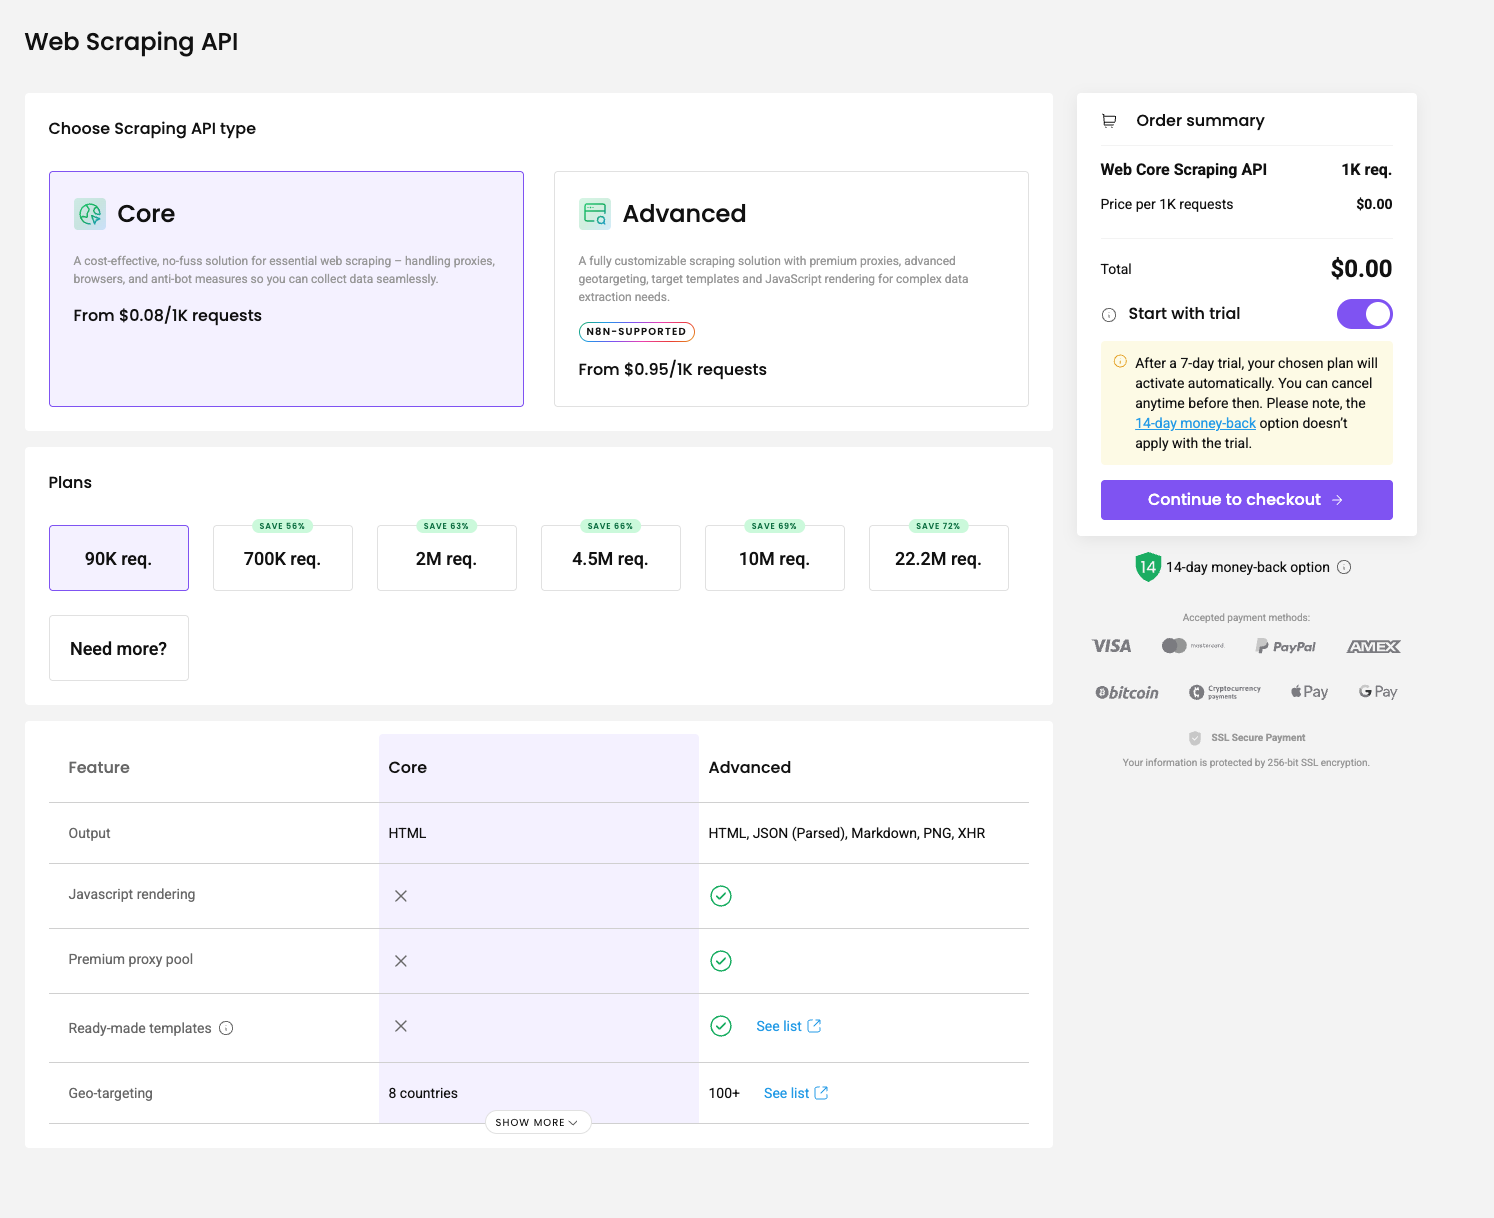 Web Scraping API
Choose Scraping API type
Core
A cost-effective, no-fuss solution for essential web scraping – handling proxies,
browsers, and anti-bot measures so you can collect data seamlessly.
From $0.08/1K requests
Advanced
A fully customizable scraping solution with premium proxies, advanced
geotargeting, target templates and JavaScript rendering for complex data
extraction needs.
N8N-SUPPORTED
From $0.95/1K requests
Plans
90K req.
SAVE 56%
700K req.
SAVE 63%
2M req.
SAVE 66%
4.5M req.
SAVE 69%
10M req.
SAVE 72%
22.2M req.
Need more?
Feature Core Advanced
Output HTML HTML, JSON (Parsed), Markdown, PNG, XHR
Javascript rendering
Premium proxy pool
Ready-made templates See list
Geo-targeting 8 countries 100+ See list
SHOW MORE
Order summary
Web Core Scraping API 1K req.
Price per 1K requests $0.00
Total $0.00
Start with trial
After a 7-day trial, your chosen plan will
activate automatically. You can cancel
anytime before then. Please note, the
14-day money-back option doesn’t
apply with the trial.
Continue to checkout
14 14-day money-back option
Accepted payment methods:
VISA mastercard. PayPal AMEX
bitcoin Cryptocurrency payments Pay G Pay
SSL Secure Payment
Your information is protected by 256-bit SSL encryption.